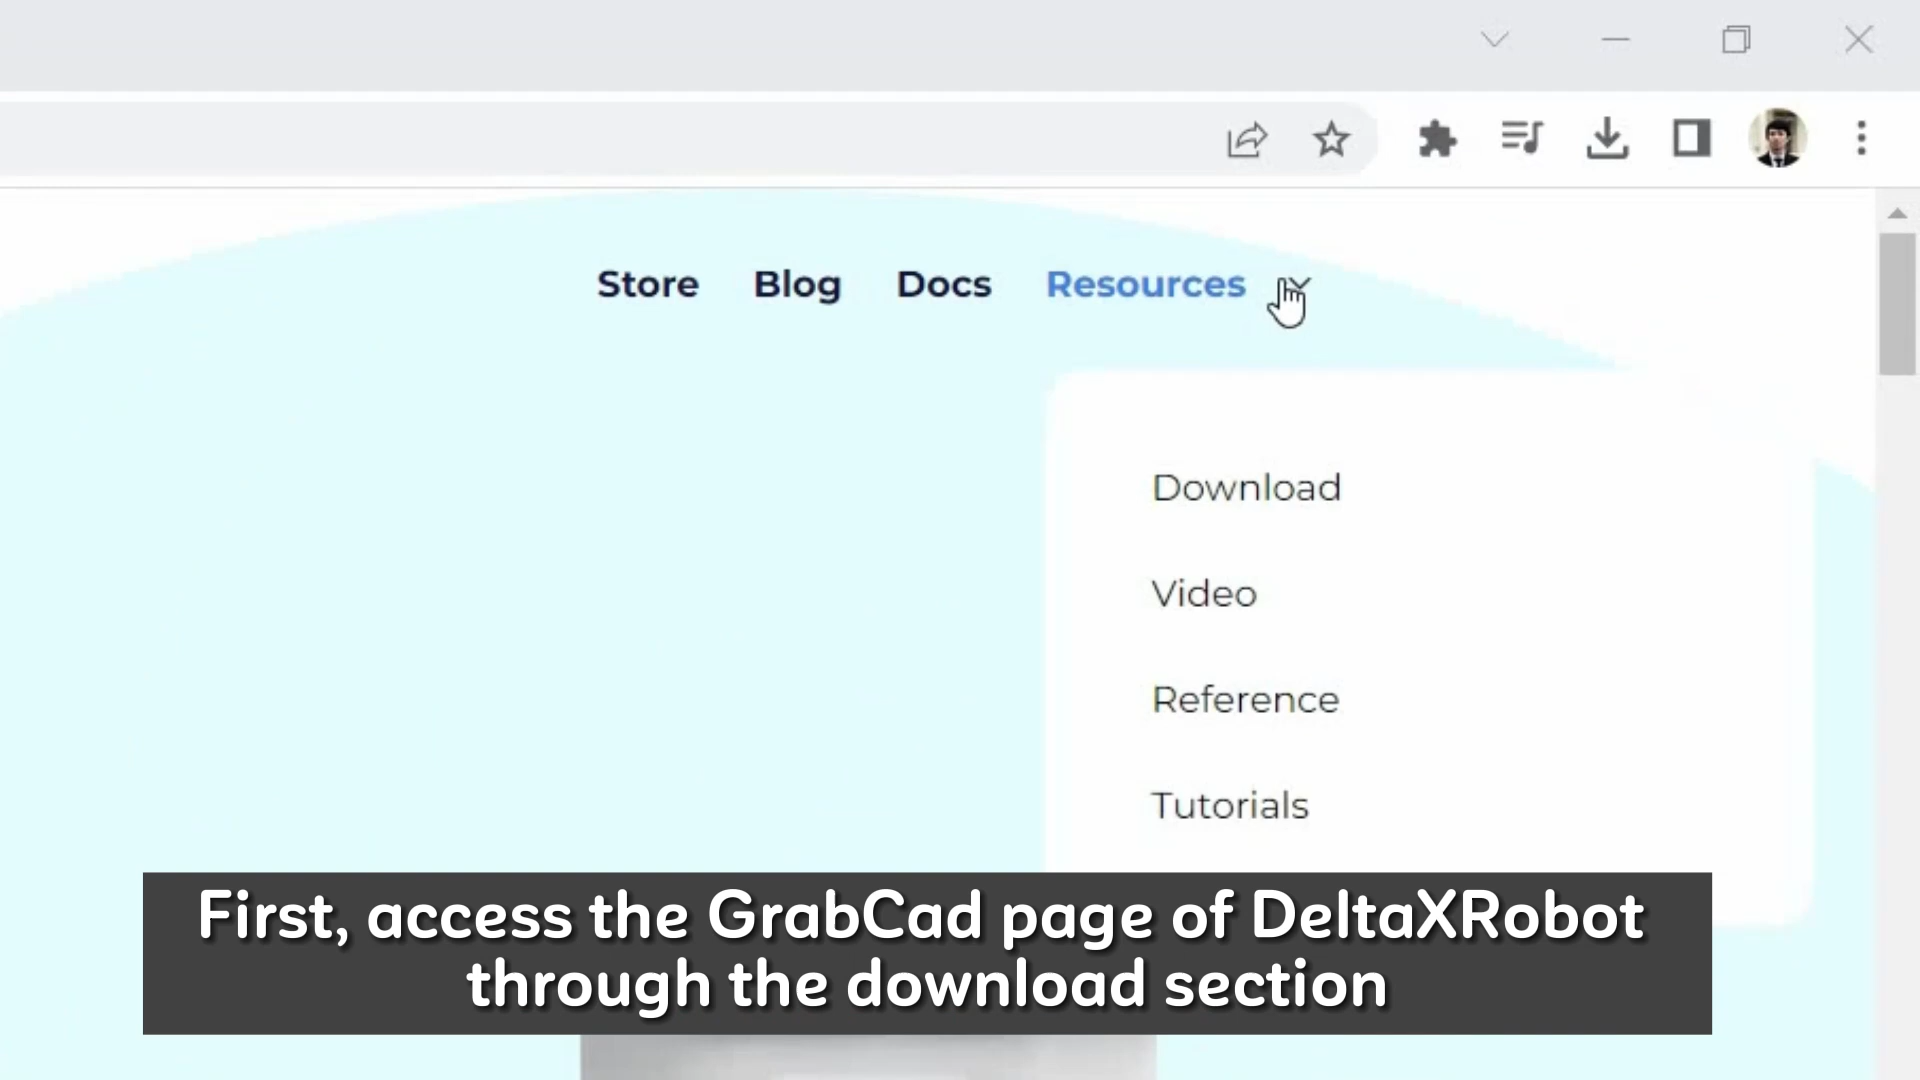 Store Blog Docs Resources
Download
Video
Reference
Tutorials
First, access the GrabCad page of DeltaXRobot
through the download section